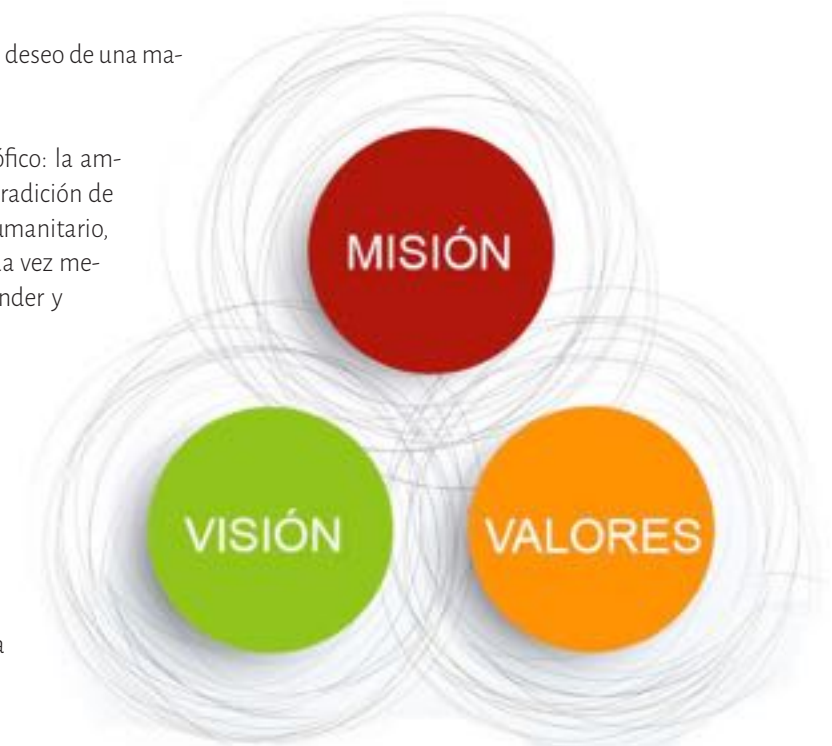 deseo de una ma-
ófico: la am-
radición de
umanitario,
a vez me-
nder y
a
MISIÓN
VISIÓN
VALORES